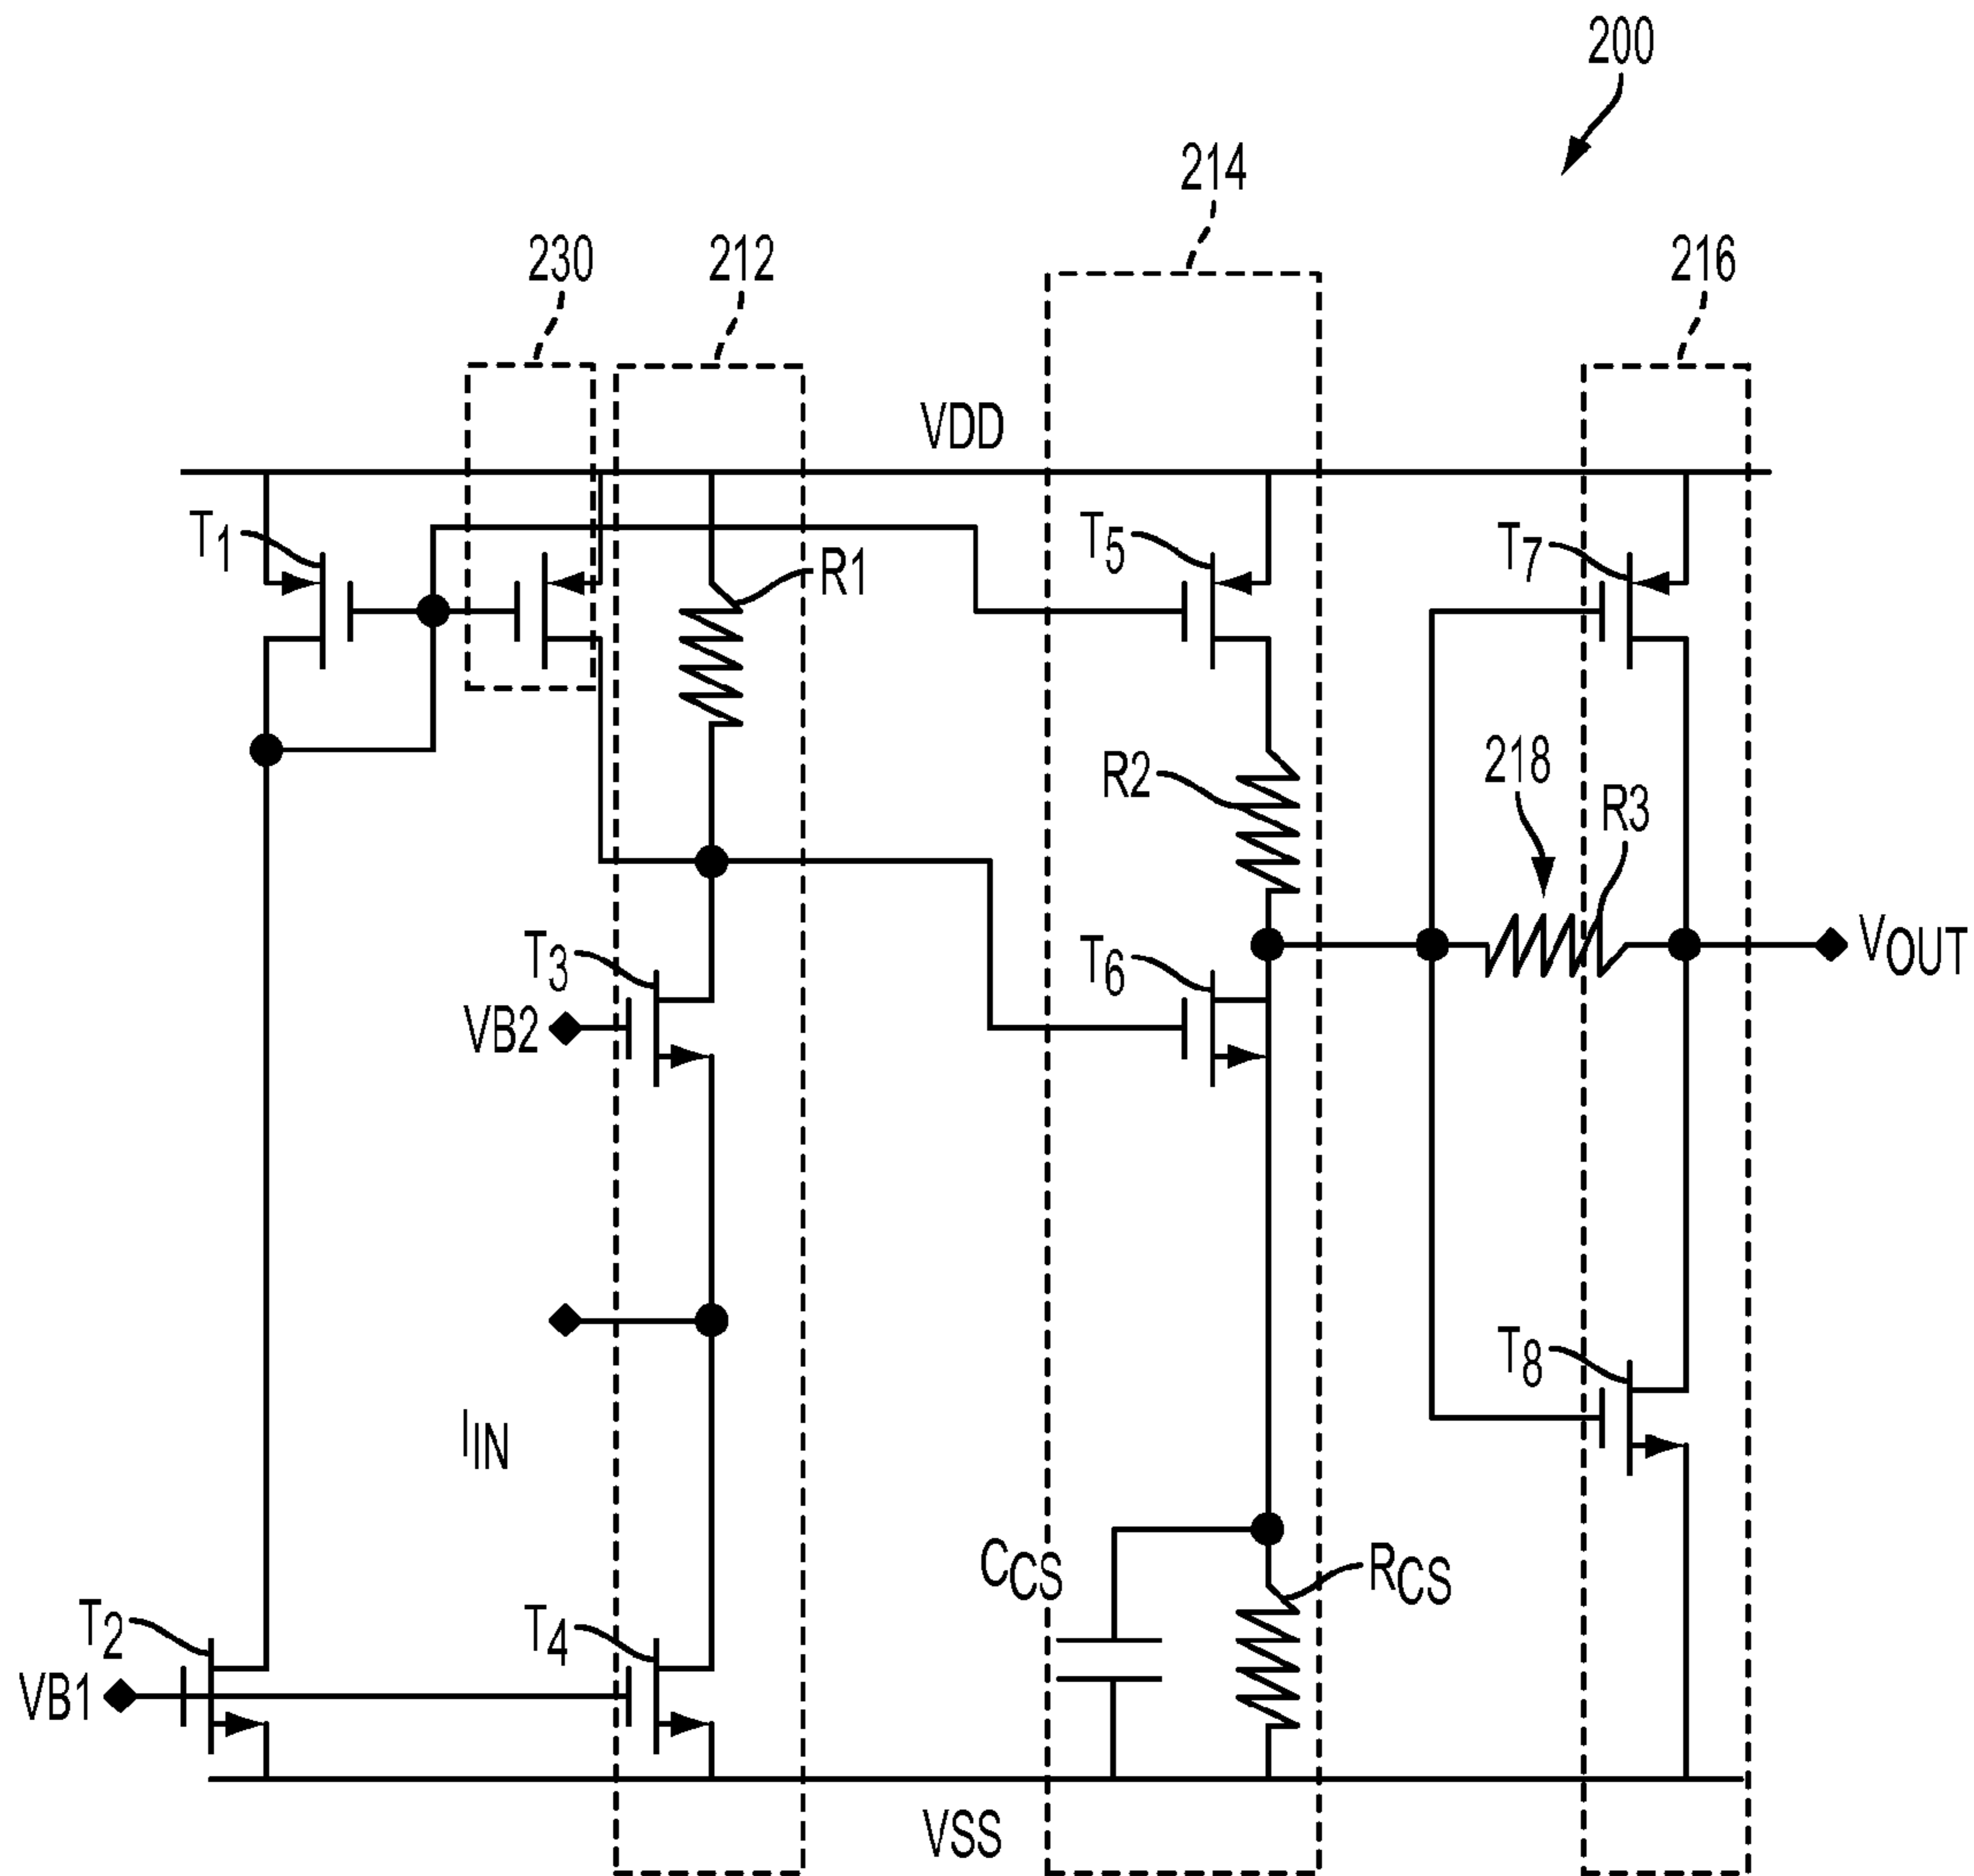 200
214
230
212
216
VDD
T1
R1
T5
T7
R2
218
R3
T3
T6
VOUT
VB2
T8
IIN
CCS
RCS
T2
T4
VB1
VSS